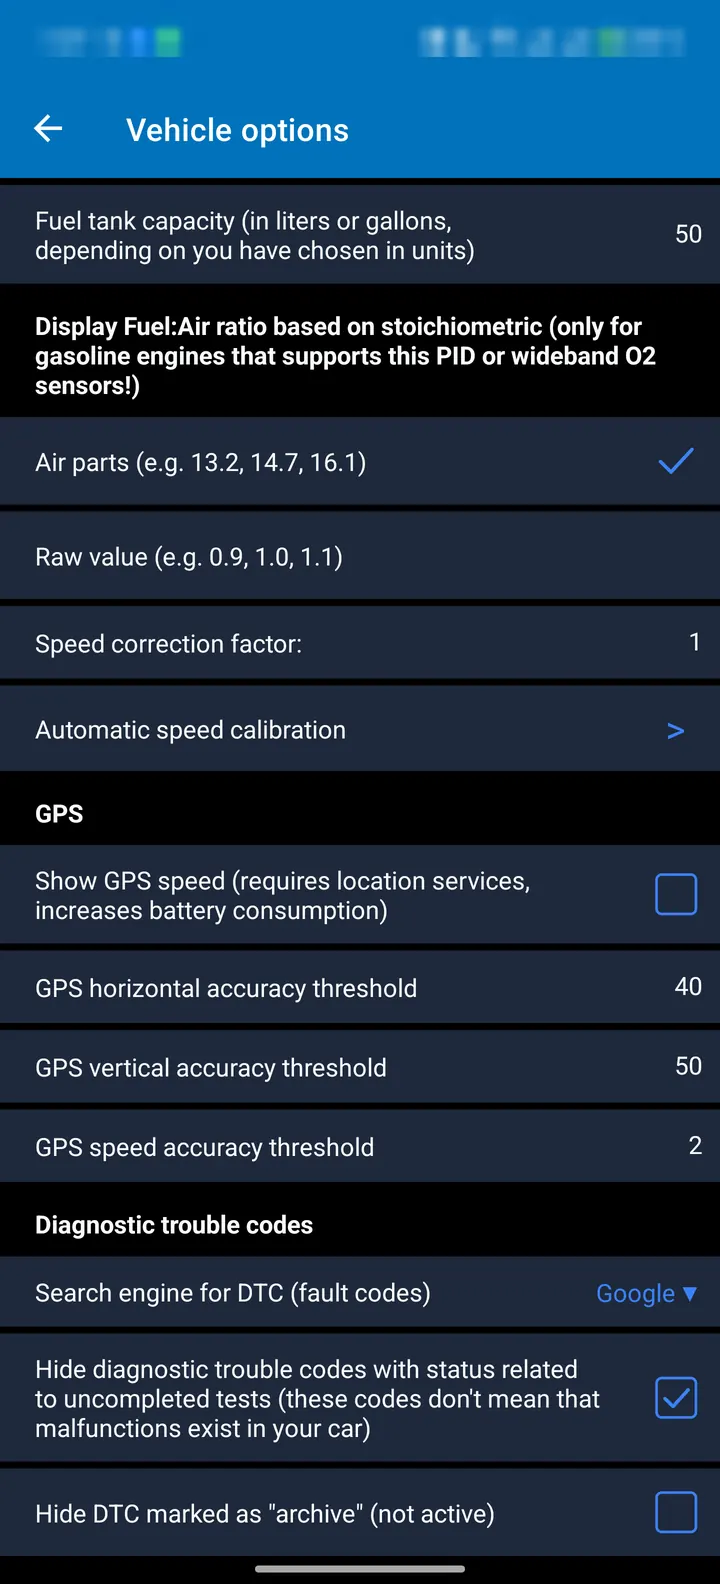 Vehicle options
Fuel tank capacity (in liters or gallons,
depending on you have chosen in units)
50
Display Fuel:Air ratio based on stoichiometric (only for
gasoline engines that supports this PID or wideband O2
sensors!)
Air parts (e.g. 13.2, 14.7, 16.1)
Raw value (e.g. 0.9, 1.0, 1.1)
Speed correction factor:
1
Automatic speed calibration
>
GPS
Show GPS speed (requires location services,
increases battery consumption)
GPS horizontal accuracy threshold
40
GPS vertical accuracy threshold
50
GPS speed accuracy threshold
2
Diagnostic trouble codes
Search engine for DTC (fault codes)
Google ▼
Hide diagnostic trouble codes with status related
to uncompleted tests (these codes don't mean that
malfunctions exist in your car)
Hide DTC marked as "archive" (not active)